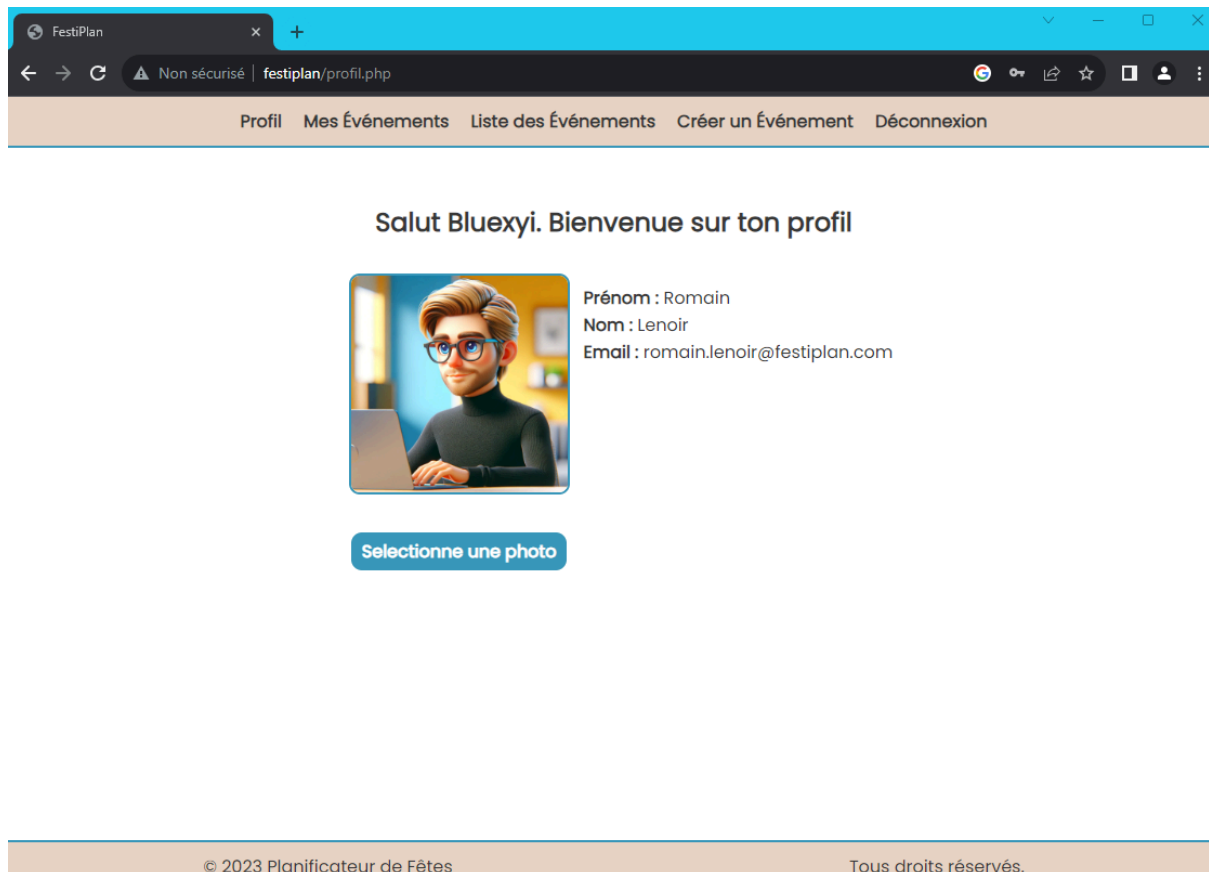 FestiPlan
Non sécurisé festiplan/profil.php
Profil Mes Événements Liste des Événements Créer un Événement Déconnexion
Salut Bluexyi. Bienvenue sur ton profil
Prénom : Romain
Nom : Lenoir
Email : romain.lenoir@festiplan.com
Selectionne une photo
© 2023 Planificateur de Fêtes Tous droits réservés.